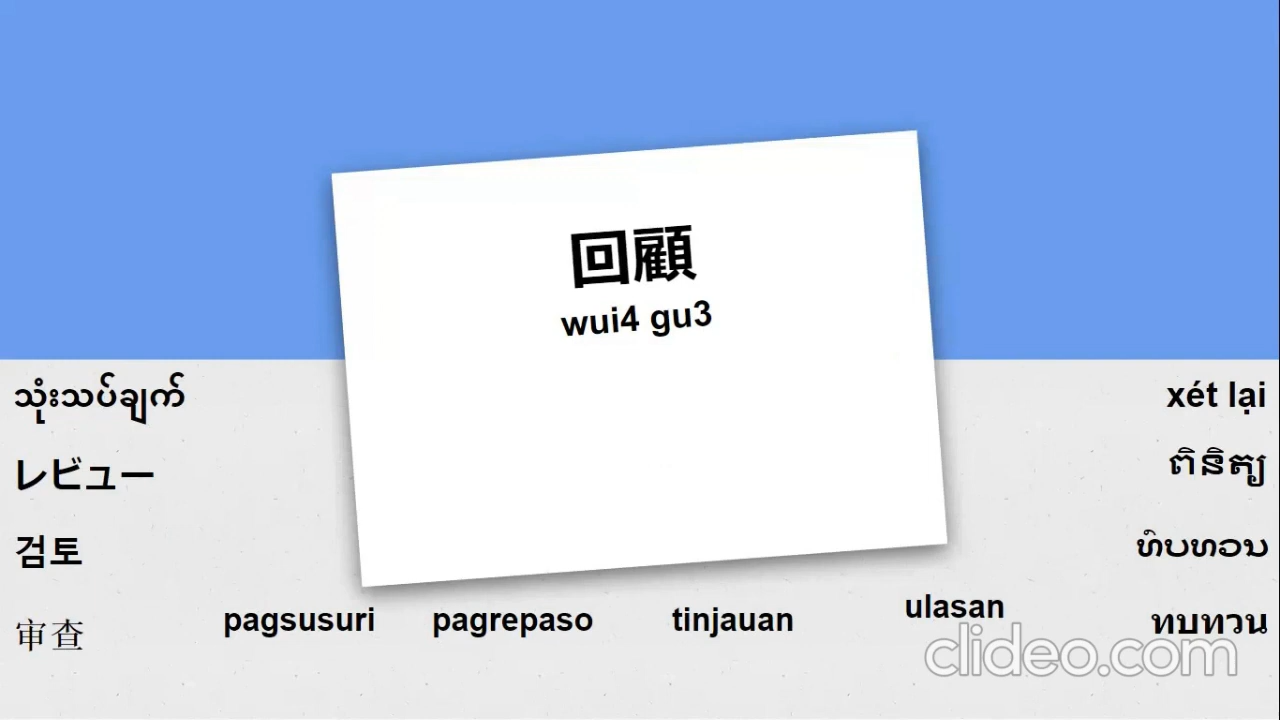 回顧
wui4 gu3
သုံးသပ်ချက်
レビュー
검토
审查
pagsusuri
pagrepaso
tinjauan
ulasan
xét lại
ពិនិត្យ
ທົບທວນ
ทบทวน
clideo.com